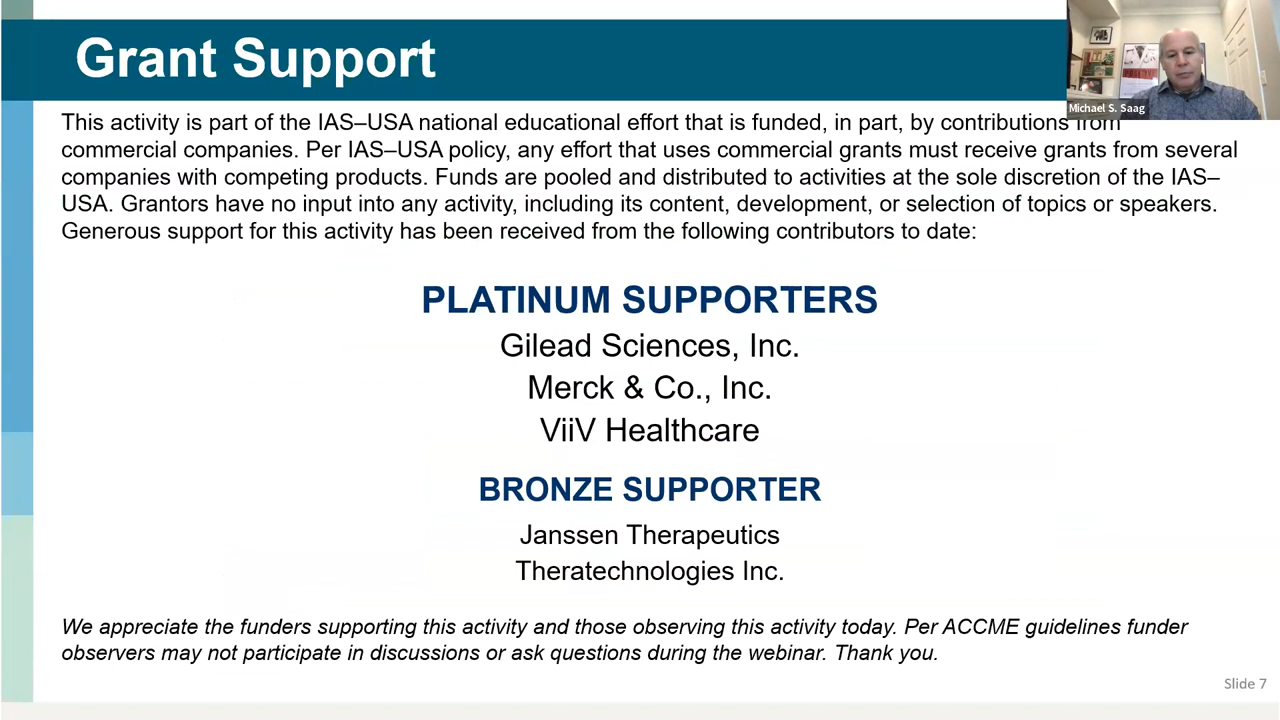 Grant Support
Michael S. Saag
This activity is part of the IAS–USA national educational effort that is funded, in part, by contributions from
commercial companies. Per IAS–USA policy, any effort that uses commercial grants must receive grants from several
companies with competing products. Funds are pooled and distributed to activities at the sole discretion of the IAS–
USA. Grantors have no input into any activity, including its content, development, or selection of topics or speakers.
Generous support for this activity has been received from the following contributors to date:
PLATINUM SUPPORTERS
Gilead Sciences, Inc.
Merck & Co., Inc.
ViiV Healthcare
BRONZE SUPPORTER
Janssen Therapeutics
Theratechnologies Inc.
We appreciate the funders supporting this activity and those observing this activity today. Per ACCME guidelines funder
observers may not participate in discussions or ask questions during the webinar. Thank you.
Slide 7